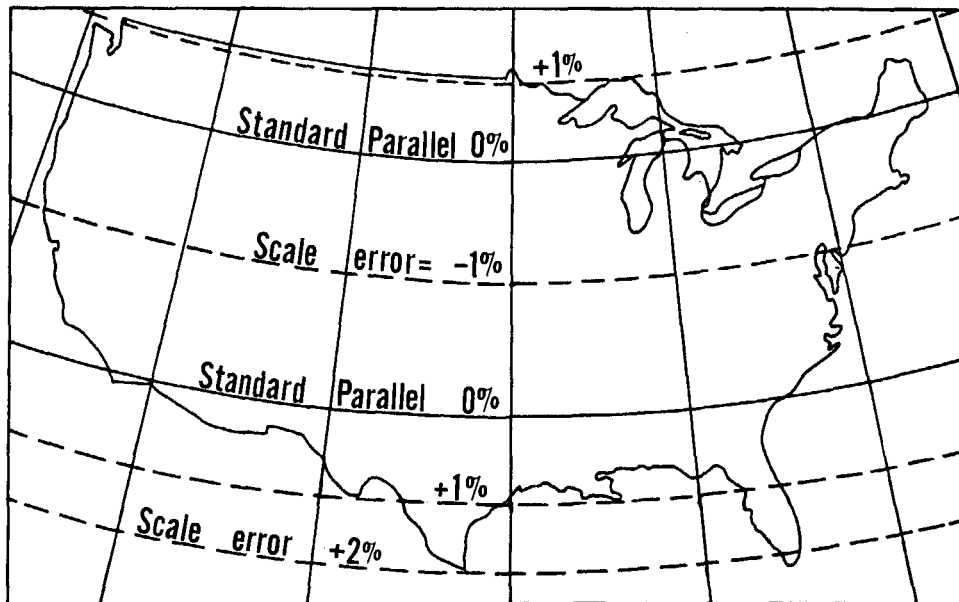 +1%
Standard Parallel 0%
Scale error= -1%
Standard Parallel 0%
+1%
Scale error +2%